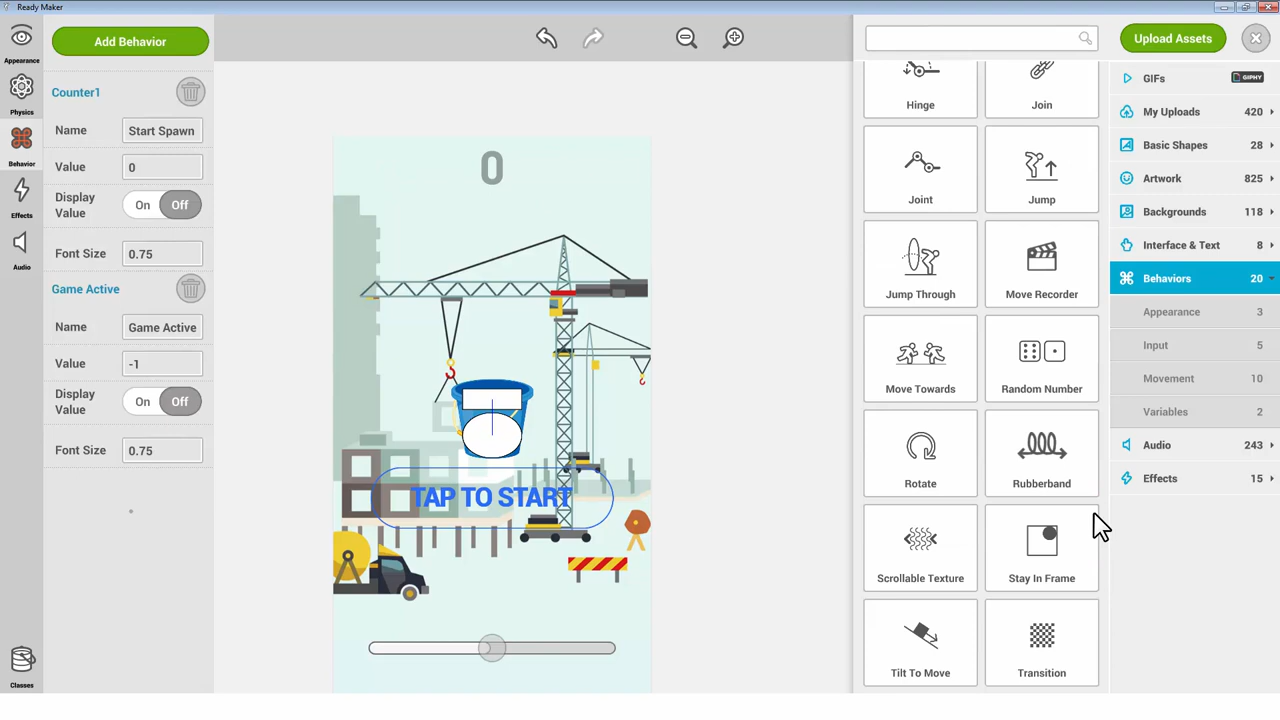 Ready Maker
Appearance
Physics
Behavior
Effects
Audio
Classes
Add Behavior
Counter1
Name
Start Spawn
Value
0
Display
Value
On
Off
Font Size
0.75
Game Active
Name
Game Active
Value
-1
Display
Value
On
Off
Font Size
0.75
0
TAP TO START
Hinge
Join
Joint
Jump
Jump Through
Move Recorder
Move Towards
Random Number
Rotate
Rubberband
Scrollable Texture
Stay In Frame
Tilt To Move
Transition
Upload Assets
GIFs
GIPHY
My Uploads 420
Basic Shapes 28
Artwork 825
Backgrounds 118
Interface & Text 8
Behaviors 20
Appearance 3
Input 5
Movement 10
Variables 2
Audio 243
Effects 15